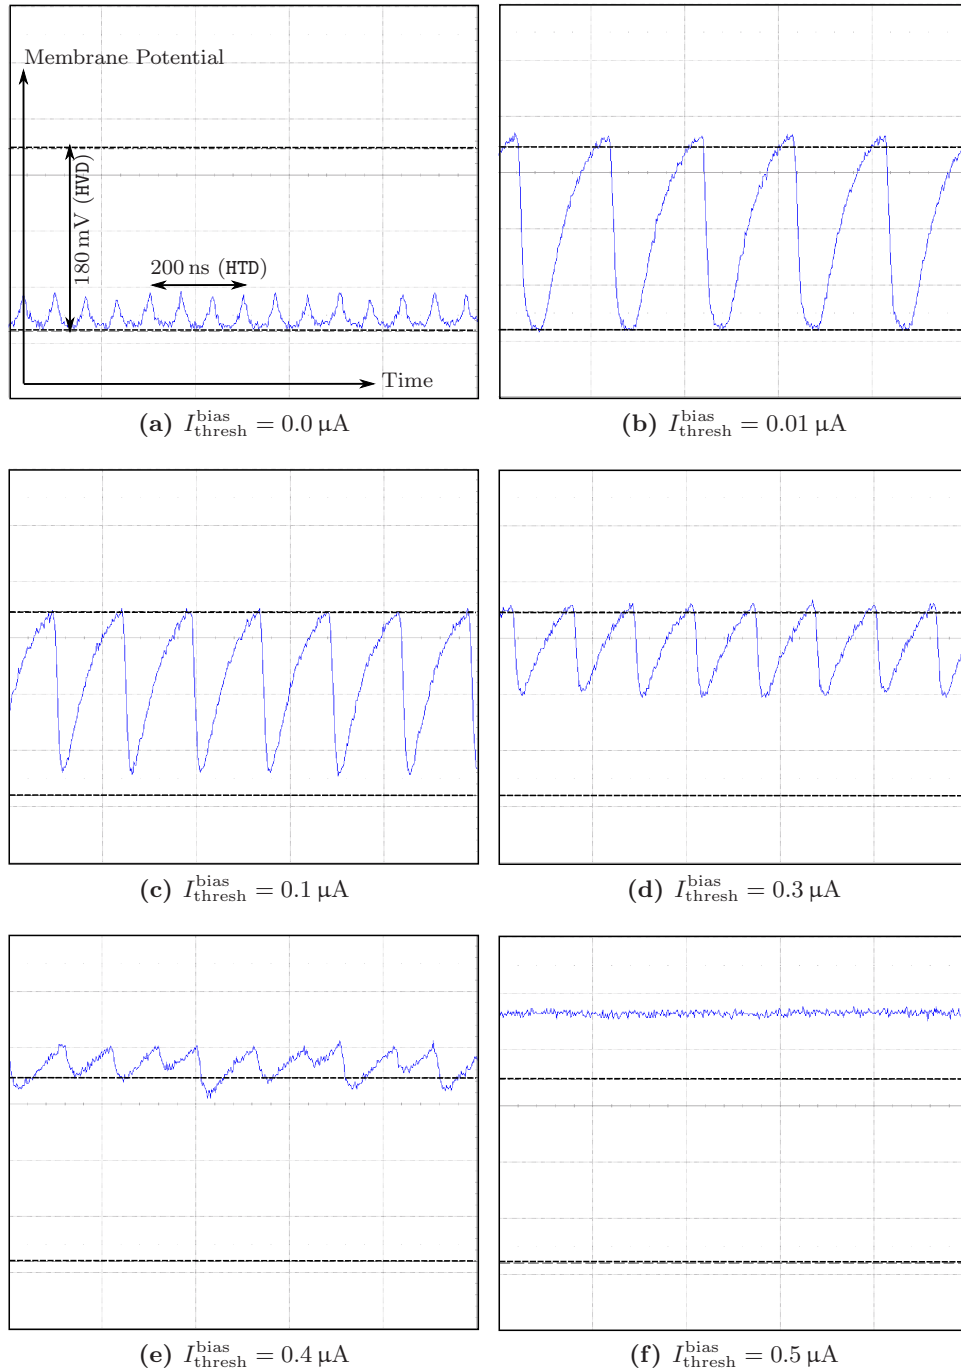 Membrane Potential
180 mV (HVD)
200 ns (HTD)
Time
(a) I^bias_thresh = 0.0 µA
(b) I^bias_thresh = 0.01 µA
(c) I^bias_thresh = 0.1 µA
(d) I^bias_thresh = 0.3 µA
(e) I^bias_thresh = 0.4 µA
(f) I^bias_thresh = 0.5 µA